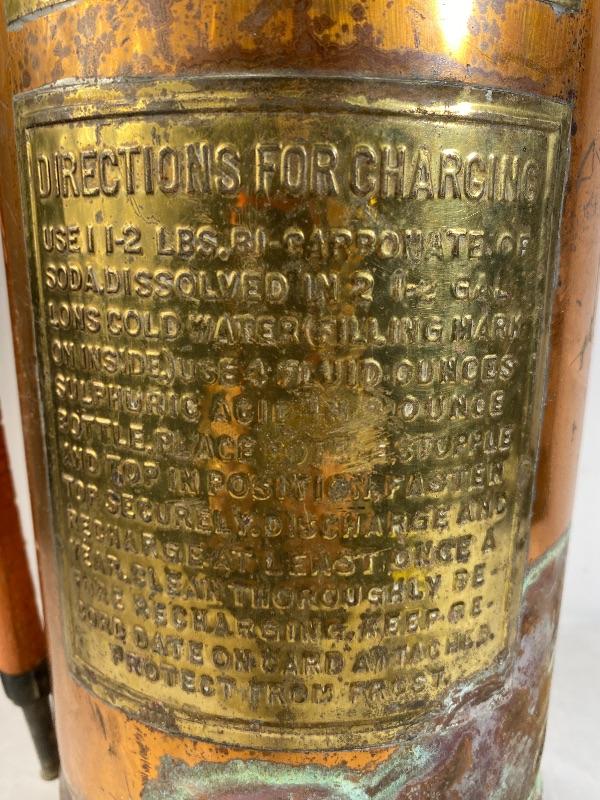 DIRECTIONS FOR CHARGING
USE 1 1-2 LBS. BI-CARBONATE OF
SODA. DISSOLVED IN 2 1-2 GAL
LONS COLD WATER (FILLING MARK
ON INSIDE.) USE 4 FLUID OUNCES
SULPHURIC ACID IN OUNCE
BOTTLE. PLACE STOPPLE
AND TOP IN POSITION, FASTEN
TOP SECURELY. DISCHARGE AND
RECHARGE AT LEAST ONCE A
YEAR. CLEAN THOROUGHLY BE-
FORE RECHARGING. KEEP RE-
CORD DATE ON CARD ATTACHED.
PROTECT FROM FROST.